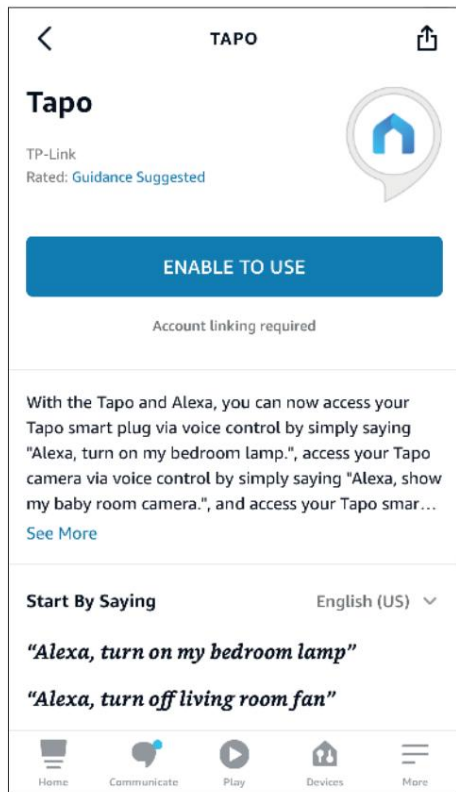 TAPO
Tapo
TP-Link
Rated: Guidance Suggested
ENABLE TO USE
Account linking required
With the Tapo and Alexa, you can now access your
Tapo smart plug via voice control by simply saying
"Alexa, turn on my bedroom lamp.", access your Tapo
camera via voice control by simply saying "Alexa, show
my baby room camera.", and access your Tapo smar...
See More
Start By Saying English (US)
“Alexa, turn on my bedroom lamp”
“Alexa, turn off living room fan”
Home Communicate Play Devices More